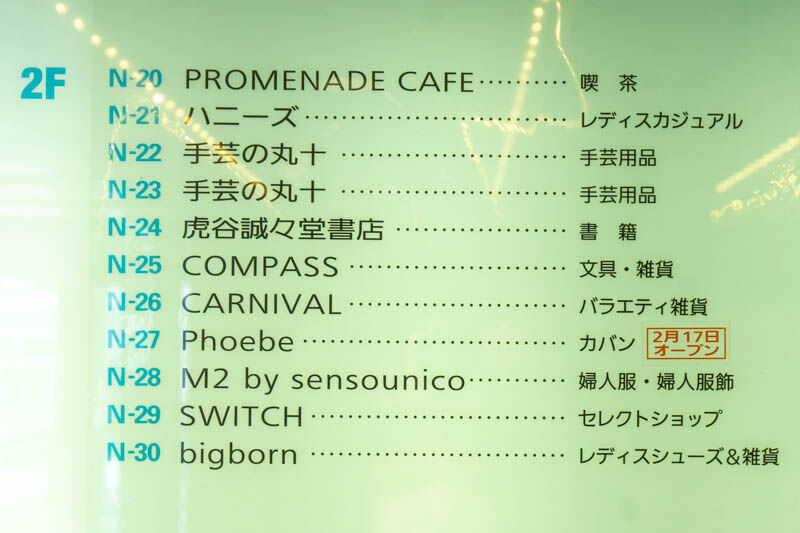 2F
N-20 PROMENADE CAFE·········· 喫 茶
N-21 ハニーズ···························· レディスカジュアル
N-22 手芸の丸十 ························ 手芸用品
N-23 手芸の丸十 ························ 手芸用品
N-24 虎谷誠々堂書店 ·················· 書 籍
N-25 COMPASS ······················· 文具・雑貨
N-26 CARNIVAL ······················· バラエティ雑貨
N-27 Phoebe ···························· カバン 2月17日
オープン
N-28 M2 by sensounico··········· 婦人服・婦人服飾
N-29 SWITCH ··························· セレクトショップ
N-30 bigborn ··························· レディスシューズ&雑貨